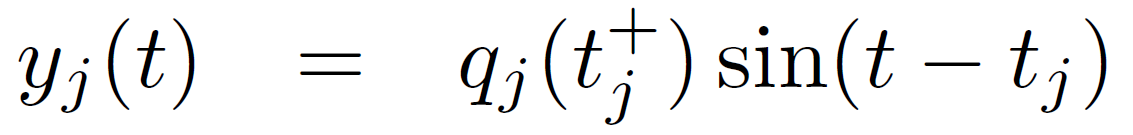 y_j(t) = q_j(t_j^+) sin(t − t_j)